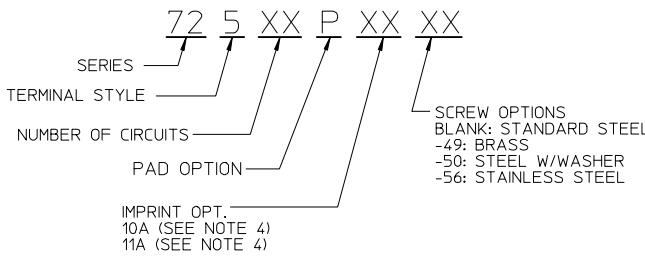 72 5 XX P XX XX
SERIES
TERMINAL STYLE
NUMBER OF CIRCUITS
PAD OPTION
IMPRINT OPT.
10A (SEE NOTE 4)
11A (SEE NOTE 4)
SCREW OPTIONS
BLANK: STANDARD STEEL
-49: BRASS
-50: STEEL W/WASHER
-56: STAINLESS STEEL